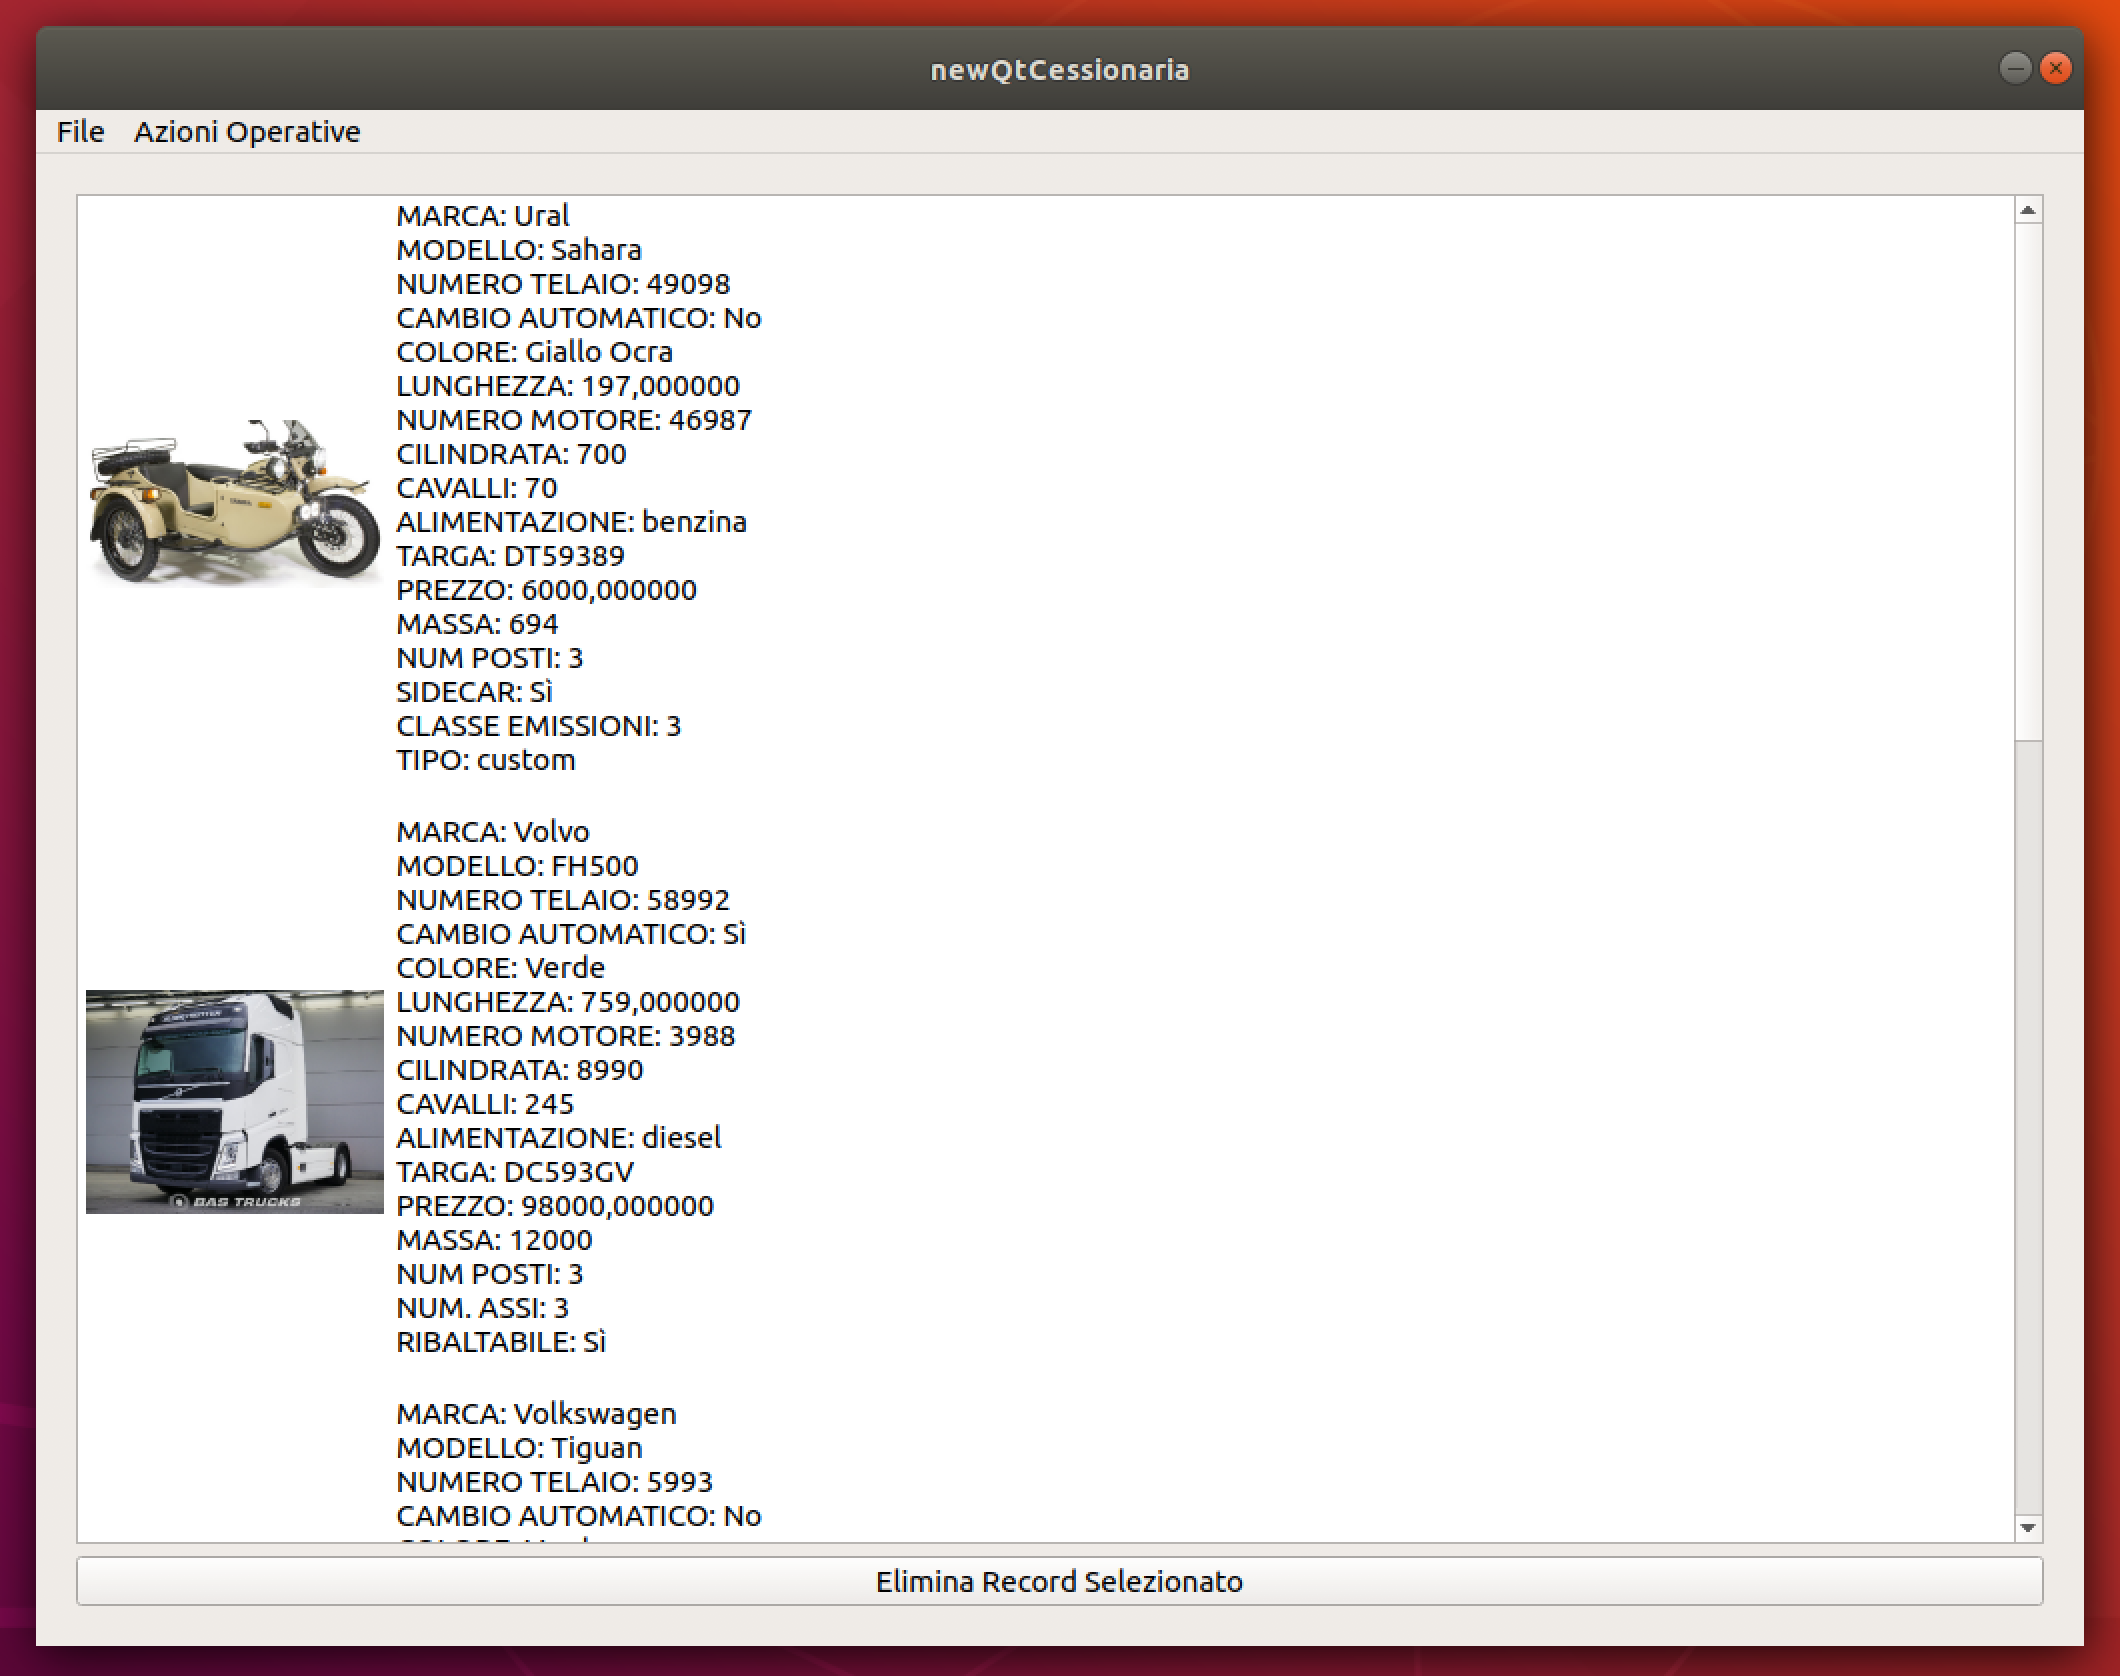 newQtCessionaria
File Azioni Operative
MARCA: Ural
MODELLO: Sahara
NUMERO TELAIO: 49098
CAMBIO AUTOMATICO: No
COLORE: Giallo Ocra
LUNGHEZZA: 197,000000
NUMERO MOTORE: 46987
CILINDRATA: 700
CAVALLI: 70
ALIMENTAZIONE: benzina
TARGA: DT59389
PREZZO: 6000,000000
MASSA: 694
NUM POSTI: 3
SIDECAR: Sì
CLASSE EMISSIONI: 3
TIPO: custom
MARCA: Volvo
MODELLO: FH500
NUMERO TELAIO: 58992
CAMBIO AUTOMATICO: Sì
COLORE: Verde
LUNGHEZZA: 759,000000
NUMERO MOTORE: 3988
CILINDRATA: 8990
CAVALLI: 245
ALIMENTAZIONE: diesel
TARGA: DC593GV
PREZZO: 98000,000000
MASSA: 12000
NUM POSTI: 3
NUM. ASSI: 3
RIBALTABILE: Sì
BAS TRUCKS
MARCA: Volkswagen
MODELLO: Tiguan
NUMERO TELAIO: 5993
CAMBIO AUTOMATICO: No
Elimina Record Selezionato